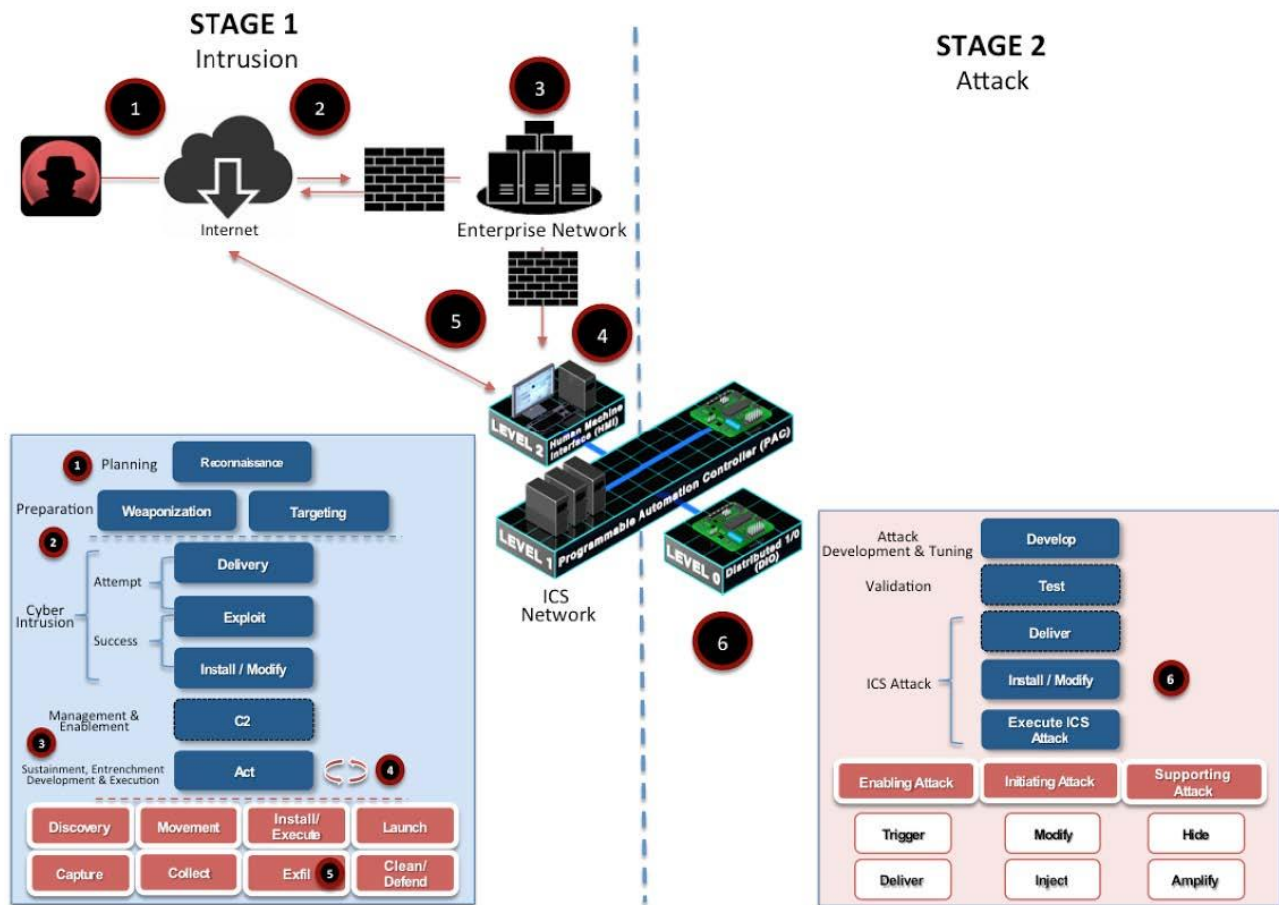 STAGE 1
Intrusion
STAGE 2
Attack
1
2
3
Internet
Enterprise Network
5
4
LEVEL 2
Human Machine
Interface (HMI)
LEVEL 1
Programmable Automation Controller (PAC)
LEVEL 0
Distributed 1/0
(DIO)
ICS
Network
6
1
Planning
Reconnaissance
Preparation
Weaponization
Targeting
2
Cyber
Intrusion
Attempt
Success
Delivery
Exploit
Install / Modify
Management &
Enablement
C2
3
Sustainment, Entrenchment
Development & Execution
Act
4
Discovery
Movement
Install/
Execute
Launch
Capture
Collect
Exfil
5
Clean/
Defend
Attack
Development & Tuning
Develop
Validation
Test
ICS Attack
Deliver
Install / Modify
6
Execute ICS
Attack
Enabling Attack
Initiating Attack
Supporting
Attack
Trigger
Modify
Hide
Deliver
Inject
Amplify